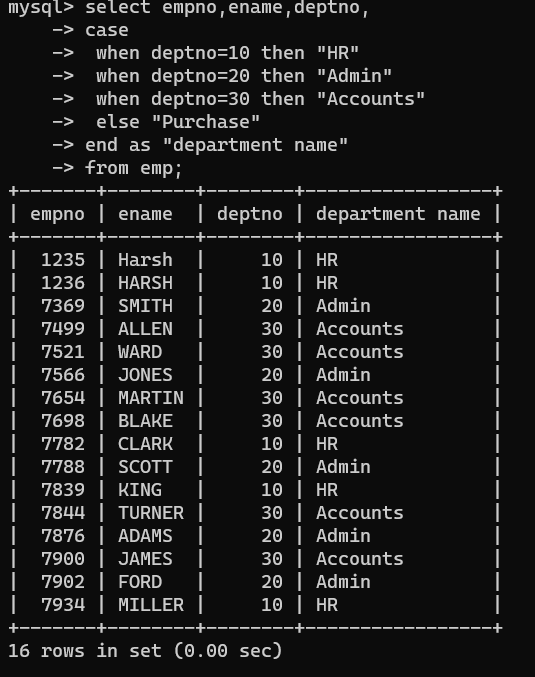 mysql> select empno,ename,deptno,
    -> case
    ->  when deptno=10 then "HR"
    ->  when deptno=20 then "Admin"
    ->  when deptno=30 then "Accounts"
    ->  else "Purchase"
    -> end as "department name"
    -> from emp;
+-------+--------+--------+-----------------+
| empno | ename  | deptno | department name |
+-------+--------+--------+-----------------+
|  1235 | Harsh  |     10 | HR              |
|  1236 | HARSH  |     10 | HR              |
|  7369 | SMITH  |     20 | Admin           |
|  7499 | ALLEN  |     30 | Accounts        |
|  7521 | WARD   |     30 | Accounts        |
|  7566 | JONES  |     20 | Admin           |
|  7654 | MARTIN |     30 | Accounts        |
|  7698 | BLAKE  |     30 | Accounts        |
|  7782 | CLARK  |     10 | HR              |
|  7788 | SCOTT  |     20 | Admin           |
|  7839 | KING   |     10 | HR              |
|  7844 | TURNER |     30 | Accounts        |
|  7876 | ADAMS  |     20 | Admin           |
|  7900 | JAMES  |     30 | Accounts        |
|  7902 | FORD   |     20 | Admin           |
|  7934 | MILLER |     10 | HR              |
+-------+--------+--------+-----------------+
16 rows in set (0.00 sec)